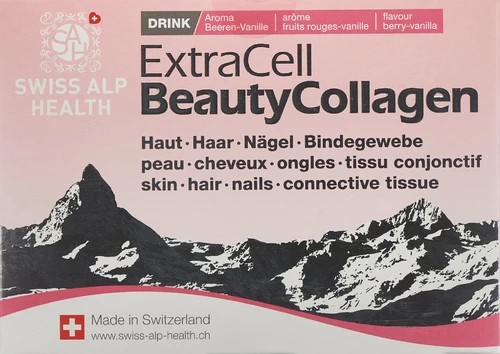 DRINK
Aroma
Beeren-Vanille
arôme
fruits rouges-vanille
flavour
berry-vanilla
SWISS ALP
HEALTH
ExtraCell
BeautyCollagen
Haut·Haar·Nägel·Bindegewebe
peau·cheveux·ongles·tissu conjonctif
skin·hair·nails·connective tissue
Made in Switzerland
www.swiss-alp-health.ch